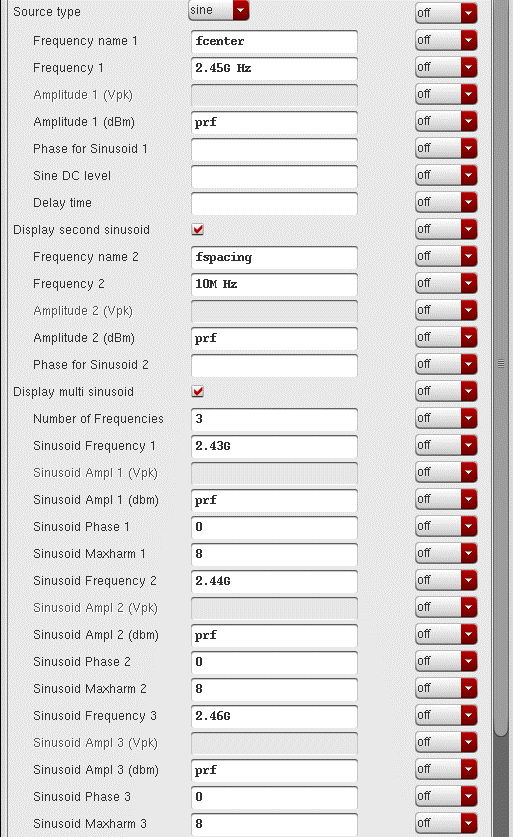 Source type sine off
Frequency name 1 fcenter off
Frequency 1 2.45G Hz off
Amplitude 1 (Vpk) off
Amplitude 1 (dBm) prf off
Phase for Sinusoid 1 off
Sine DC level off
Delay time off
Display second sinusoid off
Frequency name 2 fspacing off
Frequency 2 10M Hz off
Amplitude 2 (Vpk) off
Amplitude 2 (dBm) prf off
Phase for Sinusoid 2 off
Display multi sinusoid off
Number of Frequencies 3 off
Sinusoid Frequency 1 2.43G off
Sinusoid Ampl 1 (Vpk) off
Sinusoid Ampl 1 (dbm) prf off
Sinusoid Phase 1 0 off
Sinusoid Maxharm 1 8 off
Sinusoid Frequency 2 2.44G off
Sinusoid Ampl 2 (Vpk) off
Sinusoid Ampl 2 (dbm) prf off
Sinusoid Phase 2 0 off
Sinusoid Maxharm 2 8 off
Sinusoid Frequency 3 2.46G off
Sinusoid Ampl 3 (Vpk) off
Sinusoid Ampl 3 (dbm) prf off
Sinusoid Phase 3 0 off
Sinusoid Maxharm 3 8 off